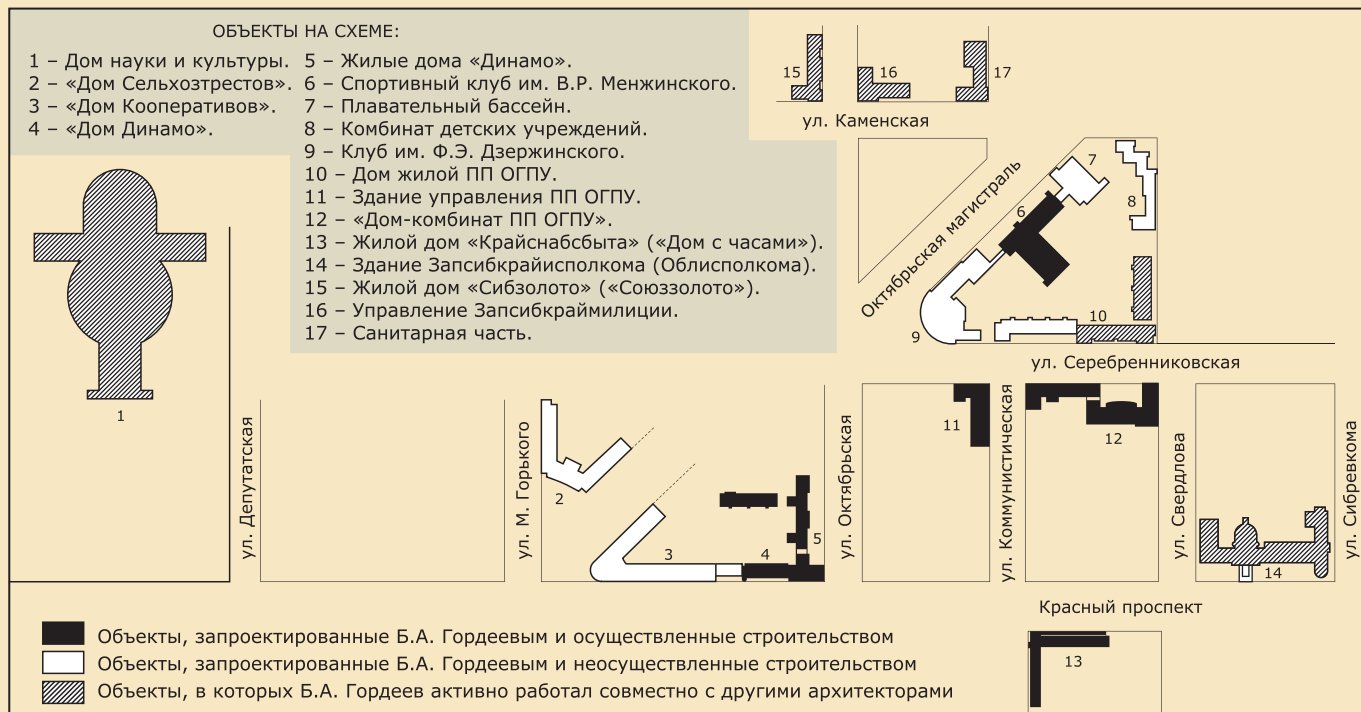 ОБЪЕКТЫ НА СХЕМЕ:
1 – Дом науки и культуры.
2 – «Дом Сельхозтрестов».
3 – «Дом Кооперативов».
4 – «Дом Динамо».
5 – Жилые дома «Динамо».
6 – Спортивный клуб им. В.Р. Менжинского.
7 – Плавательный бассейн.
8 – Комбинат детских учреждений.
9 – Клуб им. Ф.Э. Дзержинского.
10 – Дом жилой ПП ОГПУ.
11 – Здание управления ПП ОГПУ.
12 – «Дом-комбинат ПП ОГПУ».
13 – Жилой дом «Крайснабсбыта» («Дом с часами»).
14 – Здание Запсибкрайисполкома (Облисполкома).
15 – Жилой дом «Сибзолото» («Союззолото»).
16 – Управление Запсибкраймилиции.
17 – Санитарная часть.
15
16
17
ул. Каменская
Октябрьская магистраль
7
6
8
9
10
ул. Серебренниковская
1
ул. Депутатская
ул. М. Горького
2
3
4
5
ул. Октябрьская
11
ул. Коммунистическая
12
ул. Свердлова
14
ул. Сибревкома
Красный проспект
13
Объекты, запроектированные Б.А. Гордеевым и осуществленные строительством
Объекты, запроектированные Б.А. Гордеевым и неосуществленные строительством
Объекты, в которых Б.А. Гордеев активно работал совместно с другими архитекторами